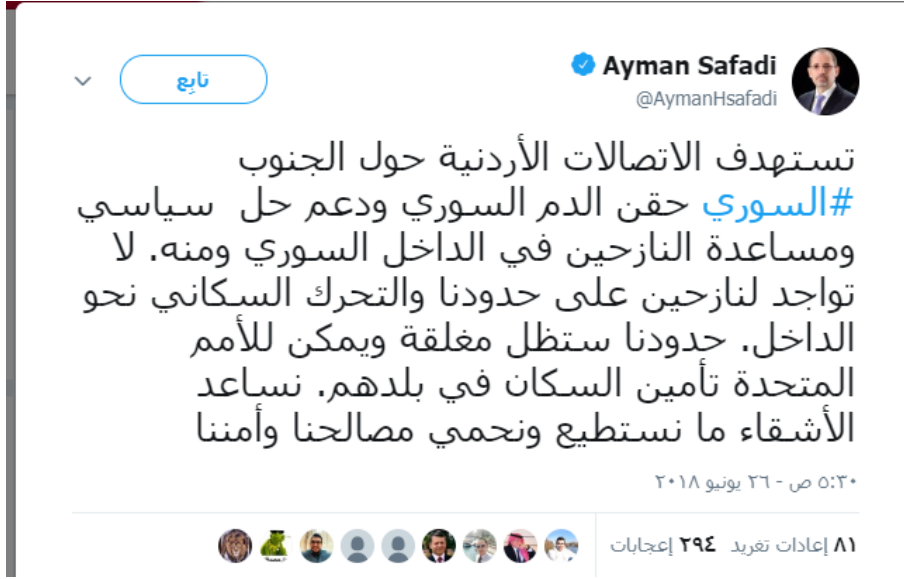 Ayman Safadi
@AymanHsafadi
تابِع
تستهدف الاتصالات الأردنية حول الجنوب
#السوري حقن الدم السوري ودعم حل سياسي
ومساعدة النازحين في الداخل السوري ومنه. لا
تواجد لنازحين على حدودنا والتحرك السكاني نحو
الداخل. حدودنا ستظل مغلقة ويمكن للأمم
المتحدة تأمين السكان في بلدهم. نساعد
الأشقاء ما نستطيع ونحمي مصالحنا وأمننا
٥:٣٠ ص - ٢٦ يونيو ٢٠١٨
٨١ إعادات تغريد ٢٩٤ إعجابات